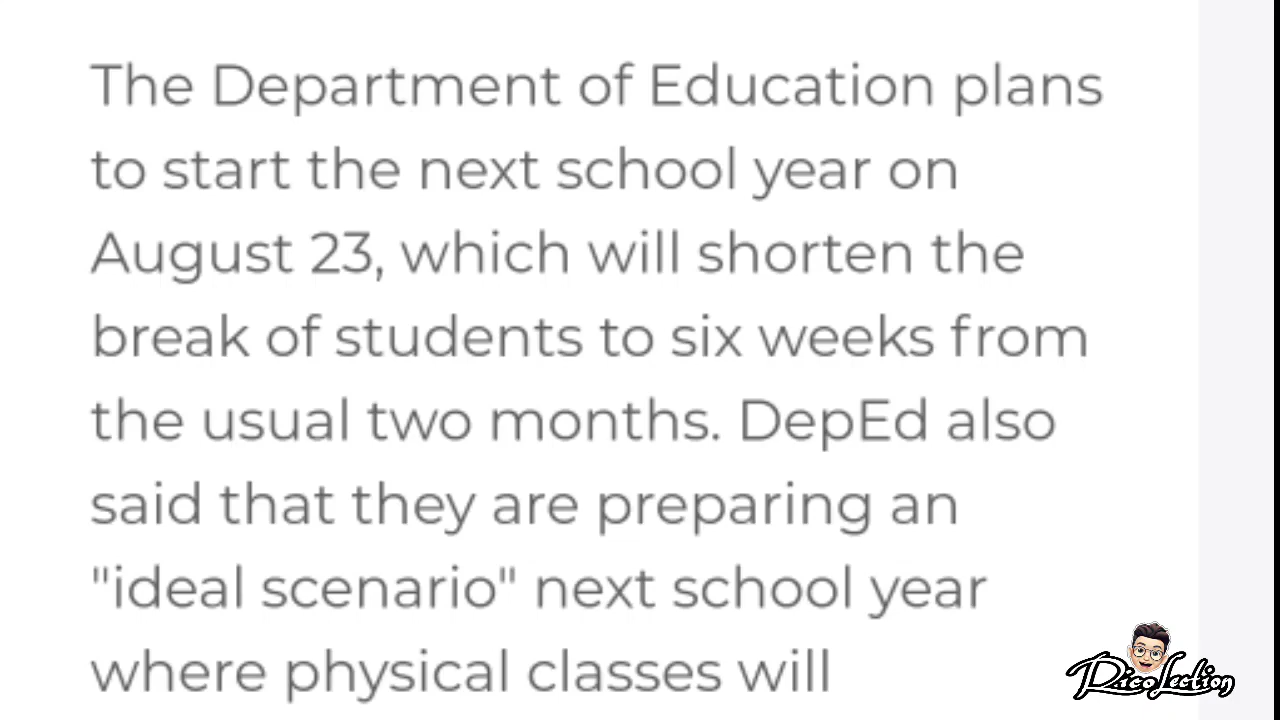 The Department of Education plans
to start the next school year on
August 23, which will shorten the
break of students to six weeks from
the usual two months. DepEd also
said that they are preparing an
"ideal scenario" next school year
where physical classes will
RicoLection